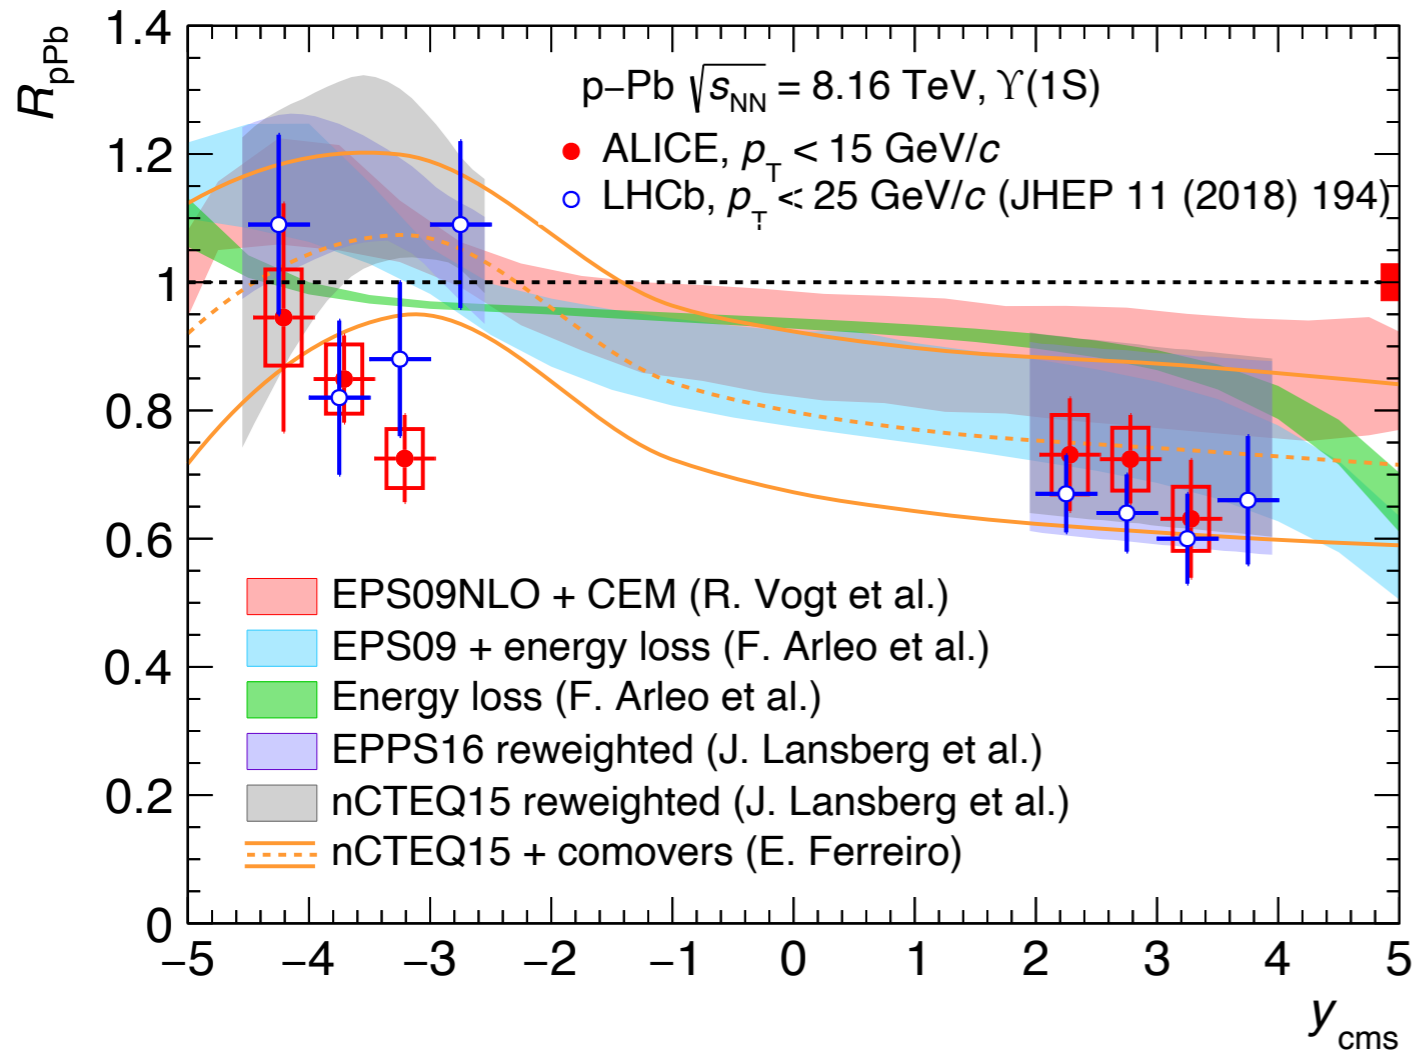 1.4
1.2
1
0.8
0.6
0.4
0.2
0
R_pPb
p−Pb √s_NN = 8.16 TeV, ϒ(1S)
ALICE, p_T < 15 GeV/c
LHCb, p_T < 25 GeV/c (JHEP 11 (2018) 194)
EPS09NLO + CEM (R. Vogt et al.)
EPS09 + energy loss (F. Arleo et al.)
Energy loss (F. Arleo et al.)
EPPS16 reweighted (J. Lansberg et al.)
nCTEQ15 reweighted (J. Lansberg et al.)
nCTEQ15 + comovers (E. Ferreiro)
−5 −4 −3 −2 −1 0 1 2 3 4 5
y_cms